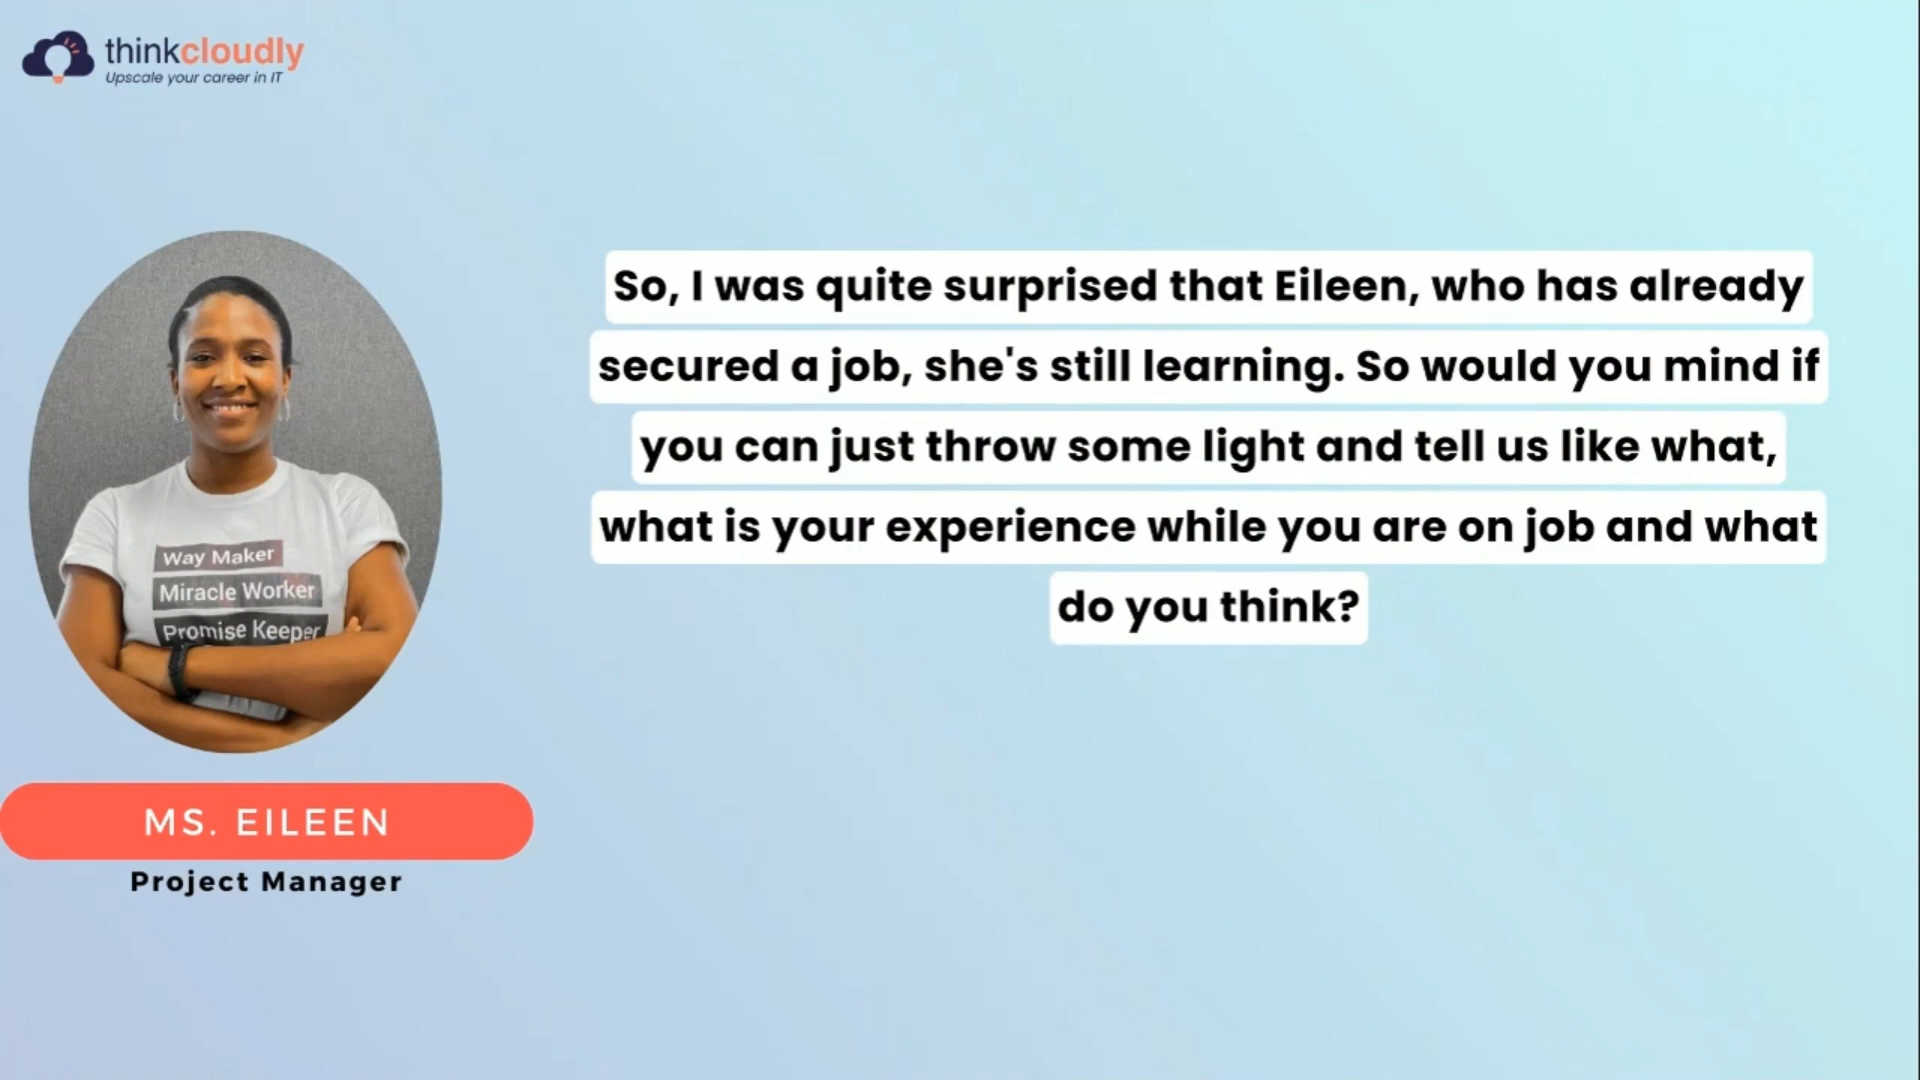 thinkcloudly
Upscale your career in IT
So, I was quite surprised that Eileen, who has already
secured a job, she's still learning. So would you mind if
you can just throw some light and tell us like what,
what is your experience while you are on job and what
do you think?
Way Maker
Miracle Worker
Promise Keeper
MS. EILEEN
Project Manager